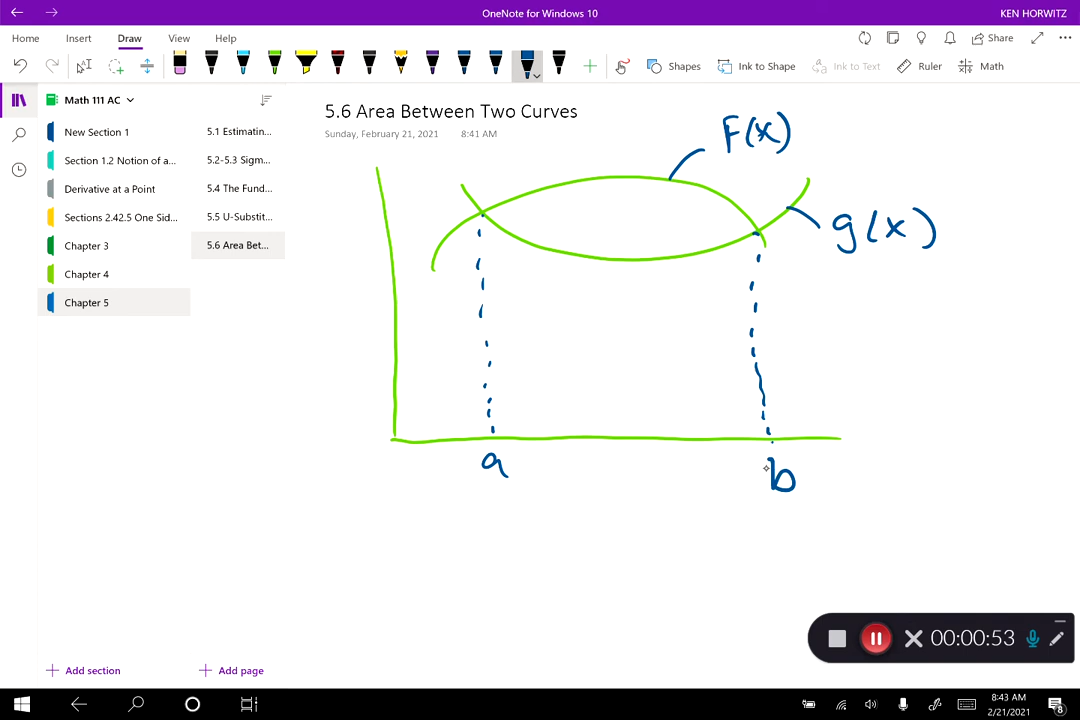 OneNote for Windows 10
KEN HORWITZ
Home Insert Draw View Help
Share
Shapes Ink to Shape Ink to Text Ruler Math
Math 111 AC
New Section 1
Section 1.2 Notion of a...
Derivative at a Point
Sections 2.42.5 One Sid...
Chapter 3
Chapter 4
Chapter 5
5.1 Estimatin...
5.2-5.3 Sigm...
5.4 The Fund...
5.5 U-Substit...
5.6 Area Bet...
5.6 Area Between Two Curves
Sunday, February 21, 2021 8:41 AM
F(x)
g(x)
a
b
00:00:53
Add section
Add page
8:43 AM
2/21/2021
8